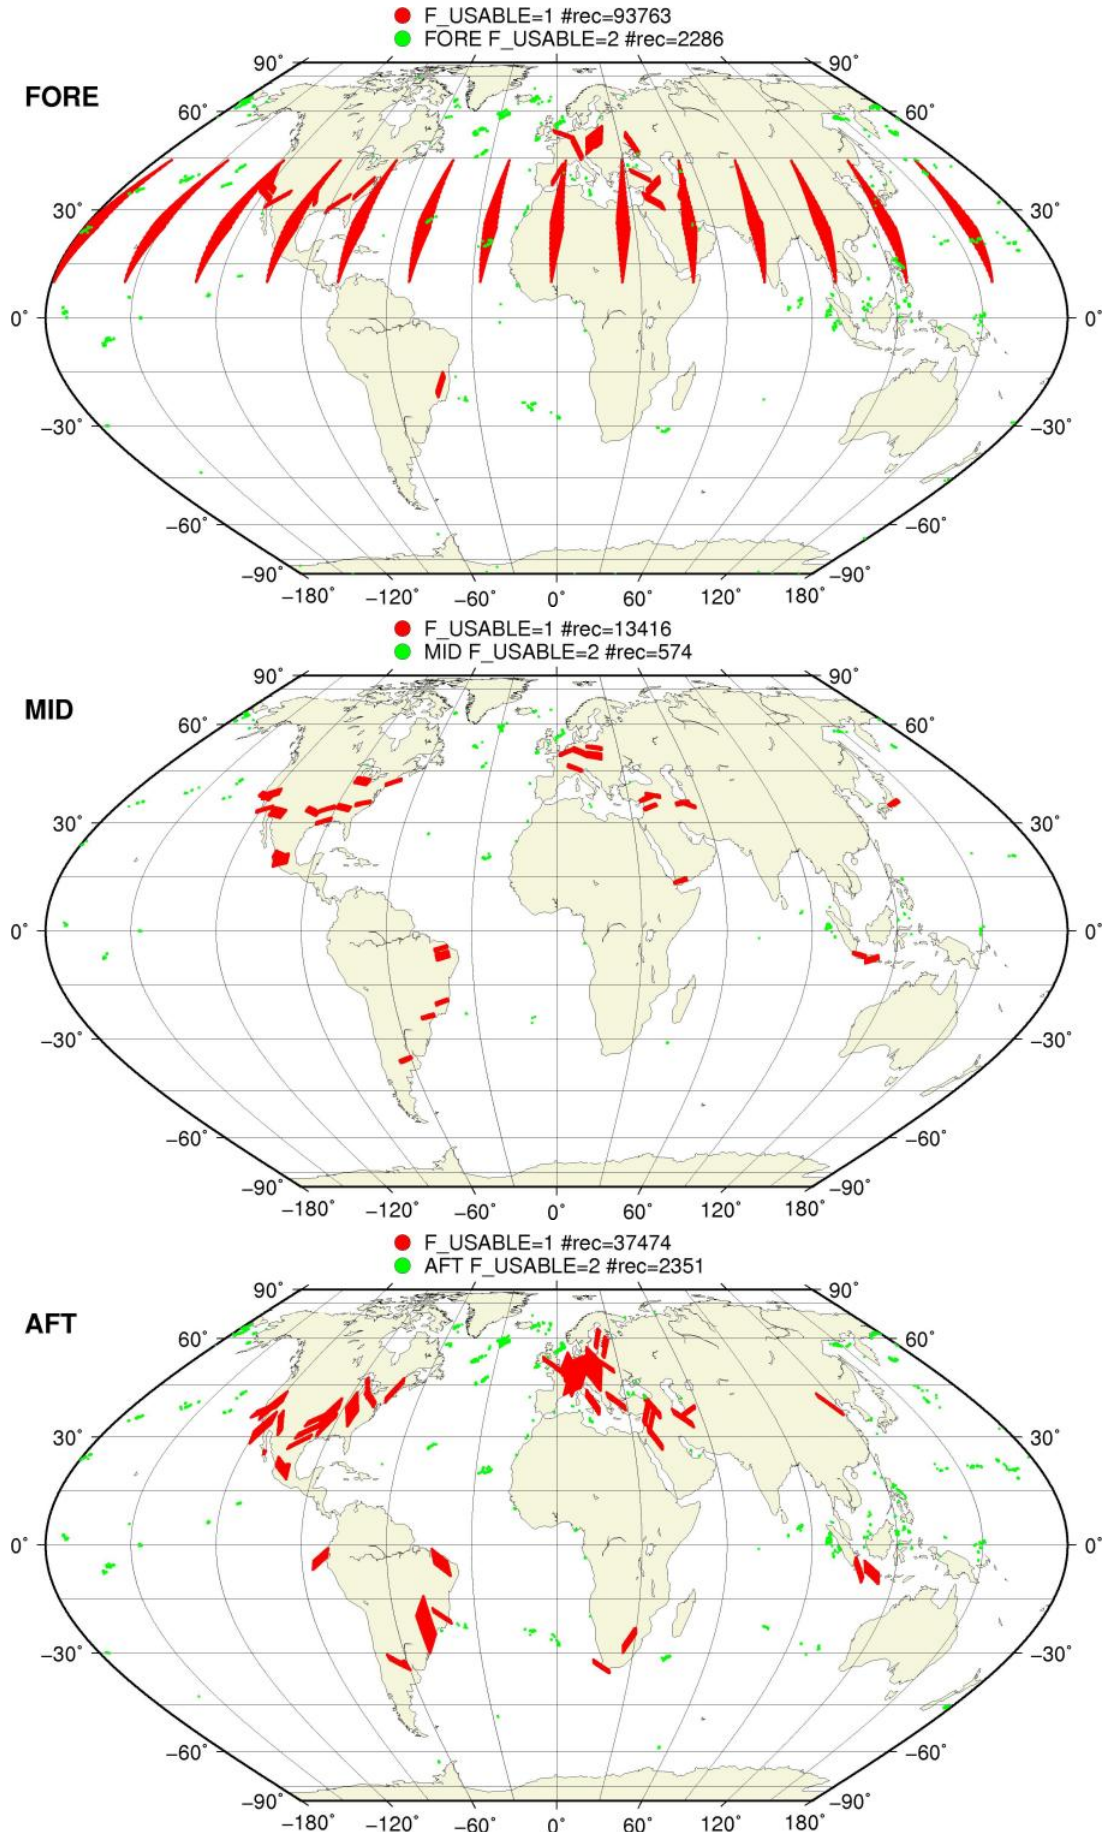 F_USABLE=1 #rec=93763
FORE F_USABLE=2 #rec=2286
FORE
90° 90°
60° 60°
30° 30°
0° 0°
−30° −30°
−60° −60°
−90° −90°
−180° −120° −60° 0° 60° 120° 180°
F_USABLE=1 #rec=13416
MID F_USABLE=2 #rec=574
MID
90° 90°
60° 60°
30° 30°
0° 0°
−30° −30°
−60° −60°
−90° −90°
−180° −120° −60° 0° 60° 120° 180°
F_USABLE=1 #rec=37474
AFT F_USABLE=2 #rec=2351
AFT
90° 90°
60° 60°
30° 30°
0° 0°
−30° −30°
−60° −60°
−90° −90°
−180° −120° −60° 0° 60° 120° 180°